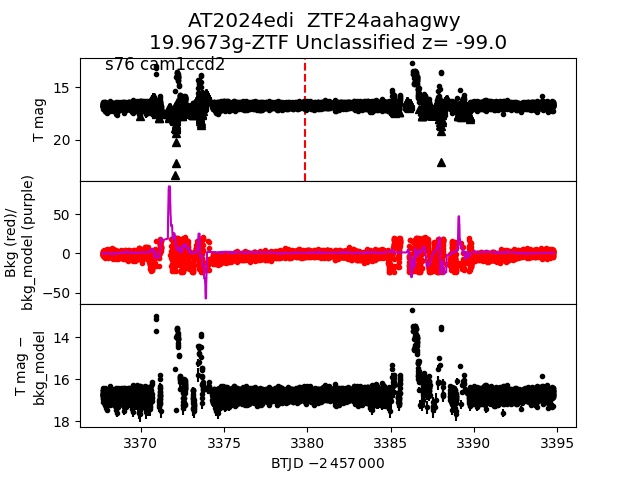 AT2024edi  ZTF24aahagwy
19.9673g-ZTF Unclassified z= -99.0
s76 cam1ccd2
T mag
15
20
Bkg (red)/
bkg_model (purple)
50
0
−50
T mag −
bkg_model
14
16
18
3370 3375 3380 3385 3390 3395
BTJD −2 457 000